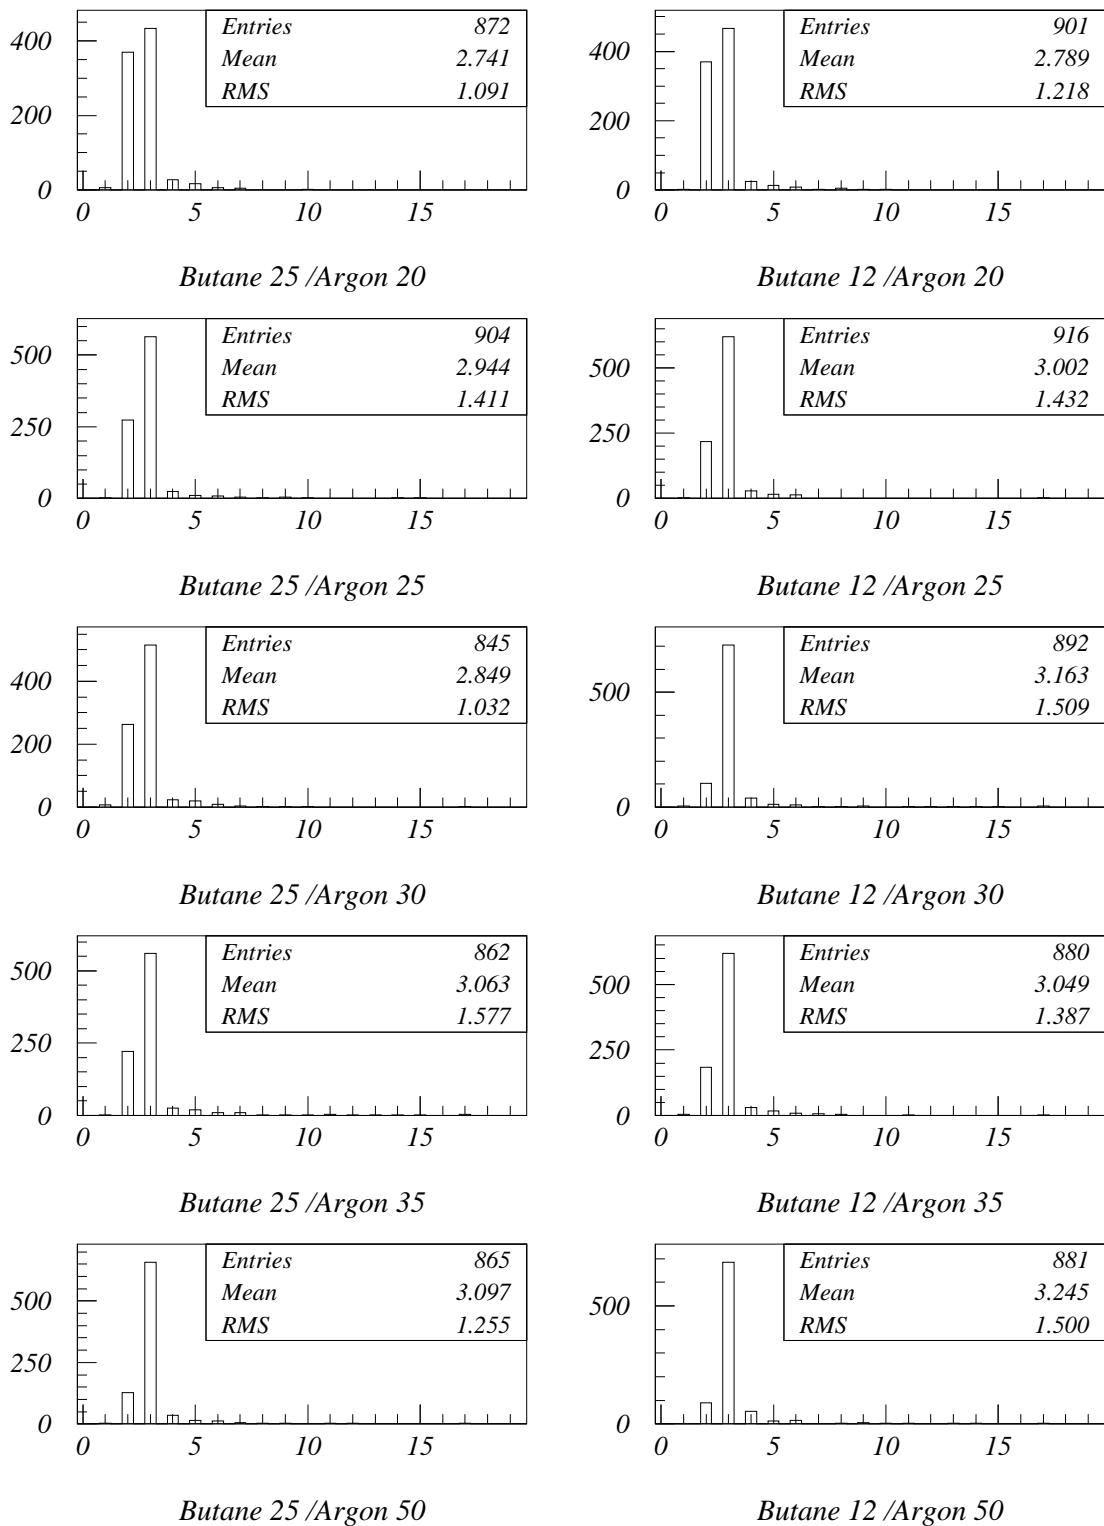 400
200
0
Entries 872
Mean 2.741
RMS 1.091
0 5 10 15
Butane 25 /Argon 20
400
200
0
Entries 901
Mean 2.789
RMS 1.218
0 5 10 15
Butane 12 /Argon 20
500
250
0
Entries 904
Mean 2.944
RMS 1.411
0 5 10 15
Butane 25 /Argon 25
500
250
0
Entries 916
Mean 3.002
RMS 1.432
0 5 10 15
Butane 12 /Argon 25
400
200
0
Entries 845
Mean 2.849
RMS 1.032
0 5 10 15
Butane 25 /Argon 30
500
0
Entries 892
Mean 3.163
RMS 1.509
0 5 10 15
Butane 12 /Argon 30
500
250
0
Entries 862
Mean 3.063
RMS 1.577
0 5 10 15
Butane 25 /Argon 35
500
250
0
Entries 880
Mean 3.049
RMS 1.387
0 5 10 15
Butane 12 /Argon 35
500
250
0
Entries 865
Mean 3.097
RMS 1.255
0 5 10 15
Butane 25 /Argon 50
500
0
Entries 881
Mean 3.245
RMS 1.500
0 5 10 15
Butane 12 /Argon 50